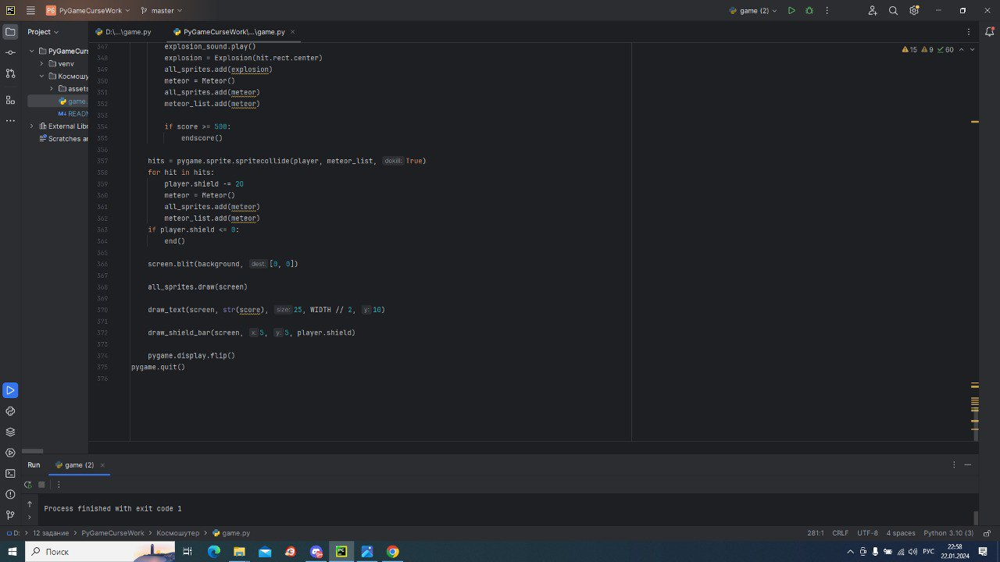 PC P6 PyGameCurseWork master game (2)
Project D:\...\game.py PyGameCurseWork\...\game.py
15 9 60
PyGameCurse
venv
Космошут
assets
game.
READM
External Libr
Scratches an
347 explosion_sound.play()
348 explosion = Explosion(hit.rect.center)
349 all_sprites.add(explosion)
350 meteor = Meteor()
351 all_sprites.add(meteor)
352 meteor_list.add(meteor)
353
354 if score >= 500:
355 endscore()
356
357 hits = pygame.sprite.spritecollide(player, meteor_list, dokill: True)
358 for hit in hits:
359 player.shield -= 20
360 meteor = Meteor()
361 all_sprites.add(meteor)
362 meteor_list.add(meteor)
363 if player.shield <= 0:
364 end()
365
366 screen.blit(background, dest: [0, 0])
367
368 all_sprites.draw(screen)
369
370 draw_text(screen, str(score), size: 25, WIDTH // 2, y: 10)
371
372 draw_shield_bar(screen, x: 5, y: 5, player.shield)
373
374 pygame.display.flip()
375 pygame.quit()
376
Run game (2)
Process finished with exit code 1
D: > 12 задание > PyGameCurseWork > Космошутер > game.py 281:1 CRLF UTF-8 4 spaces Python 3.10 (3)
Поиск PC РУС 22:58
22.01.2024